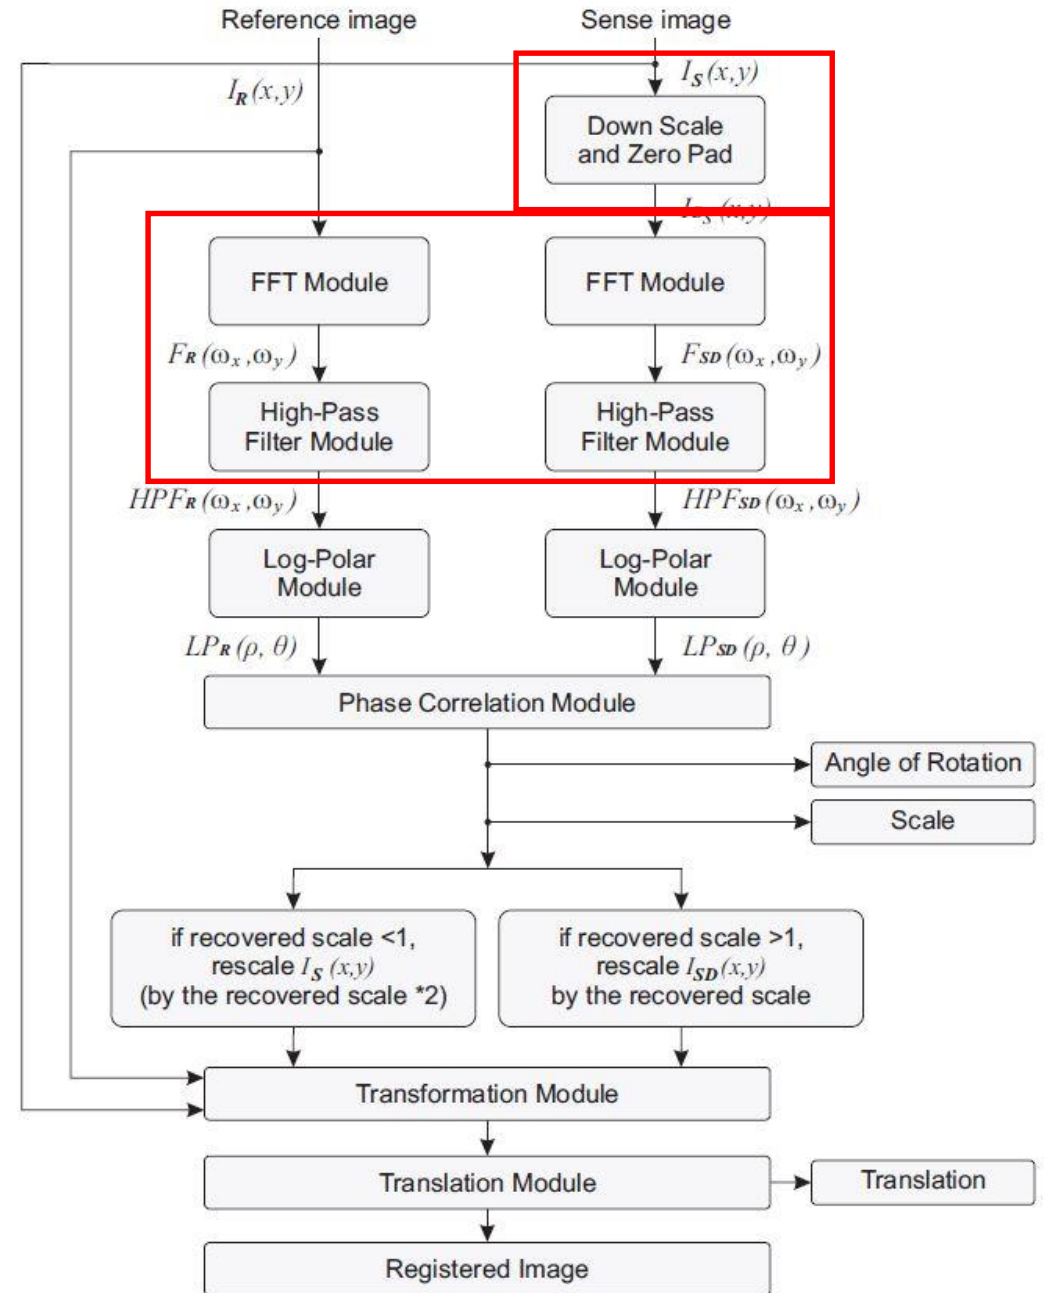 Reference image
Sense image
I_R(x,y)
I_S(x,y)
Down Scale
and Zero Pad
(x,y)
FFT Module
FFT Module
F_R(ω_x,ω_y)
F_SD(ω_x,ω_y)
High-Pass
Filter Module
High-Pass
Filter Module
HPF_R(ω_x,ω_y)
HPF_SD(ω_x,ω_y)
Log-Polar
Module
Log-Polar
Module
LP_R(ρ, θ)
LP_SD(ρ, θ)
Phase Correlation Module
Angle of Rotation
Scale
if recovered scale <1,
rescale I_S (x,y)
(by the recovered scale *2)
if recovered scale >1,
rescale I_SD(x,y)
by the recovered scale
Transformation Module
Translation Module
Translation
Registered Image